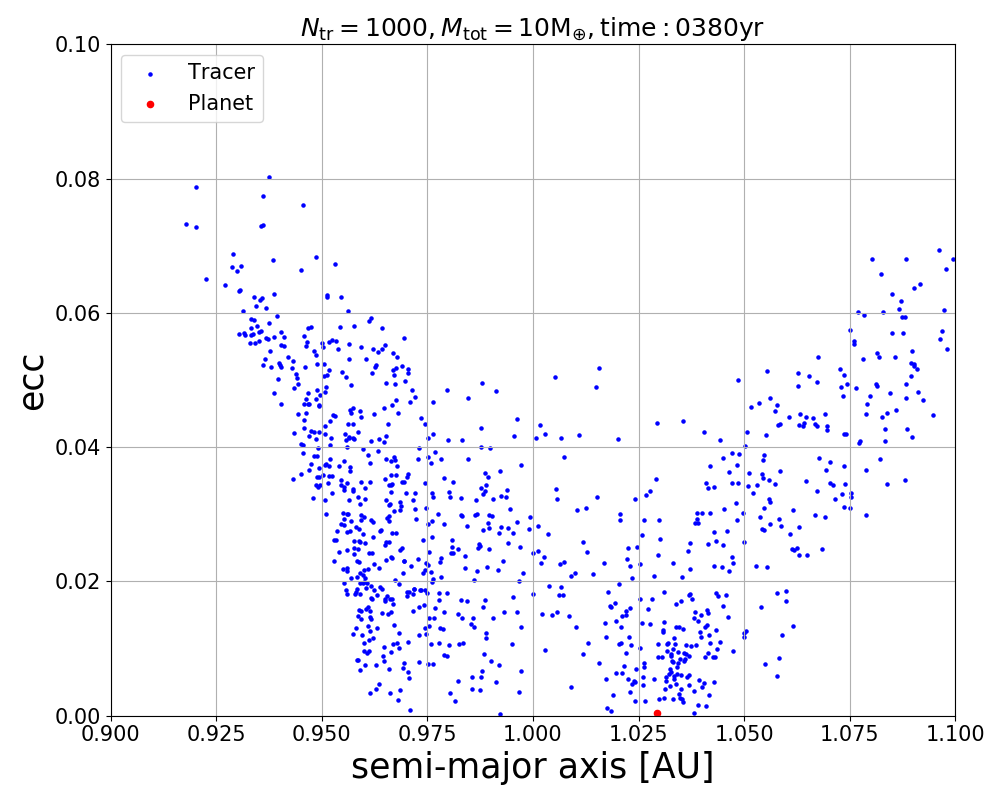 N_tr = 1000, M_tot = 10M_⊕, time : 0380yr
Tracer
Planet
ecc
0.10
0.08
0.06
0.04
0.02
0.00
0.900 0.925 0.950 0.975 1.000 1.025 1.050 1.075 1.100
semi-major axis [AU]